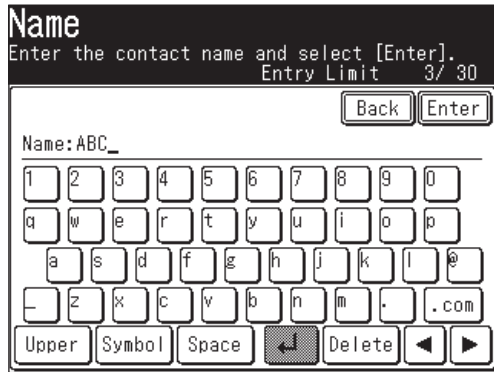 Name
Enter the contact name and select [Enter].
Entry Limit 3/ 30
Back Enter
Name:ABC_
1 2 3 4 5 6 7 8 9 0
q w e r t y u i o p
a s d f g h j k l @
_ z x c v b n m . .com
Upper Symbol Space ↵ Delete ◀ ▶